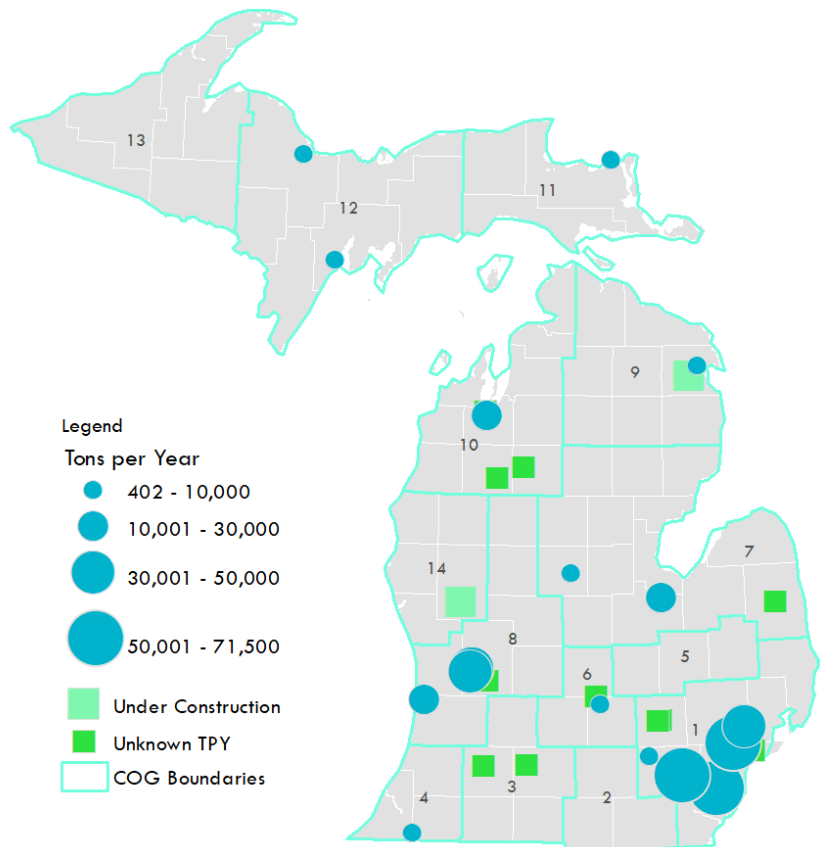 13
12
11
9
10
Legend
Tons per Year
402 - 10,000
10,001 - 30,000
30,001 - 50,000
50,001 - 71,500
Under Construction
Unknown TPY
COG Boundaries
7
14
8
5
6
1
3
4
2